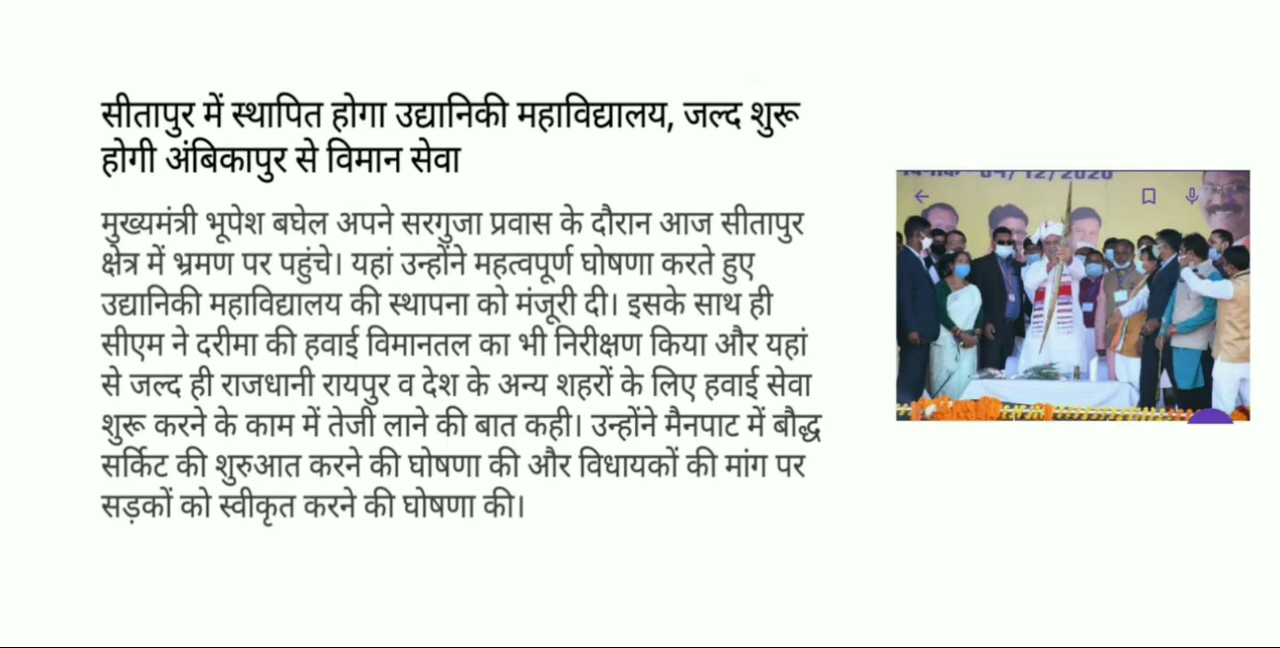 सीतापुर में स्थापित होगा उद्यानिकी महाविद्यालय, जल्द शुरू
होगी अंबिकापुर से विमान सेवा
मुख्यमंत्री भूपेश बघेल अपने सरगुजा प्रवास के दौरान आज सीतापुर
क्षेत्र में भ्रमण पर पहुंचे। यहां उन्होंने महत्वपूर्ण घोषणा करते हुए
उद्यानिकी महाविद्यालय की स्थापना को मंजूरी दी। इसके साथ ही
सीएम ने दरीमा की हवाई विमानतल का भी निरीक्षण किया और यहां
से जल्द ही राजधानी रायपुर व देश के अन्य शहरों के लिए हवाई सेवा
शुरू करने के काम में तेजी लाने की बात कही। उन्होंने मैनपाट में बौद्ध
सर्किट की शुरुआत करने की घोषणा की और विधायकों की मांग पर
सड़कों को स्वीकृत करने की घोषणा की।